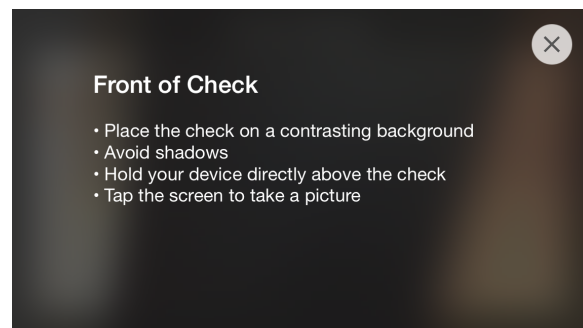 Front of Check
• Place the check on a contrasting background
• Avoid shadows
• Hold your device directly above the check
• Tap the screen to take a picture